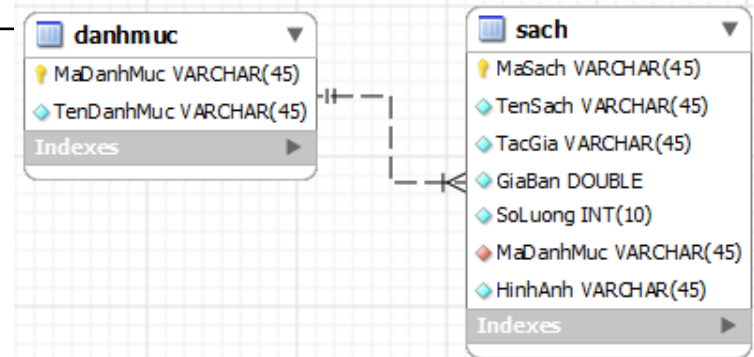 danhmuc
MaDanhMuc VARCHAR(45)
TenDanhMuc VARCHAR(45)
Indexes
sach
MaSach VARCHAR(45)
TenSach VARCHAR(45)
TacGia VARCHAR(45)
GiaBan DOUBLE
SoLuong INT(10)
MaDanhMuc VARCHAR(45)
HinhAnh VARCHAR(45)
Indexes